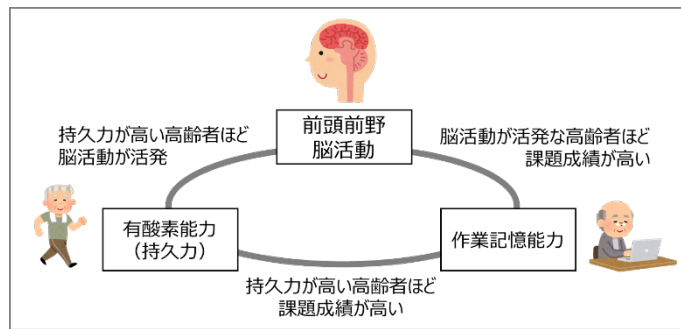 前頭前野
脳活動
持久力が高い高齢者ほど
脳活動が活発
脳活動が活発な高齢者ほど
課題成績が高い
有酸素能力
(持久力)
作業記憶能力
持久力が高い高齢者ほど
課題成績が高い